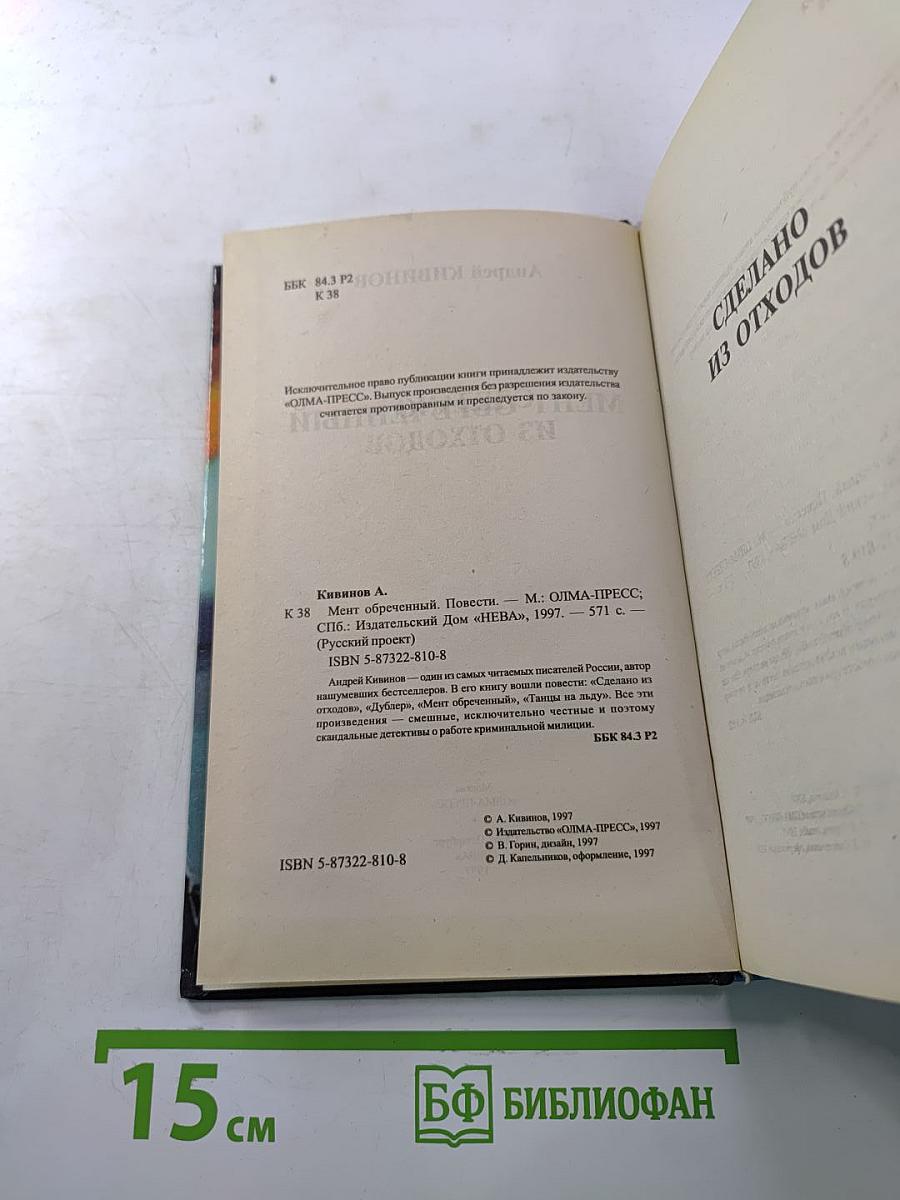 ББК 84.3 Р2
К 38
Исключительное право публикации книги принадлежит издательству
«ОЛМА-ПРЕСС». Выпуск произведения без разрешения издательства
считается противоправным и преследуется по закону.
Кивинов А.
К 38 Мент обреченный. Повести. — М.: ОЛМА-ПРЕСС;
СПб.: Издательский Дом «НЕВА», 1997. — 571 с. —
(Русский проект)
ISBN 5-87322-810-8
Андрей Кивинов — один из самых читаемых писателей России, автор
нашумевших бестселлеров. В его книгу вошли повести: «Сделано из
отходов», «Дублер», «Мент обреченный», «Танцы на льду». Все эти
произведения — смешные, исключительно честные и поэтому
скандальные детективы о работе криминальной милиции.
ББК 84.3 Р2
© А. Кивинов, 1997
© Издательство «ОЛМА-ПРЕСС», 1997
© В. Горин, дизайн, 1997
© Д. Капельников, оформление, 1997
ISBN 5-87322-810-8
СДЕЛАНО
ИЗ ОТХОДОВ
15 см
БФ БИБЛИОФАН